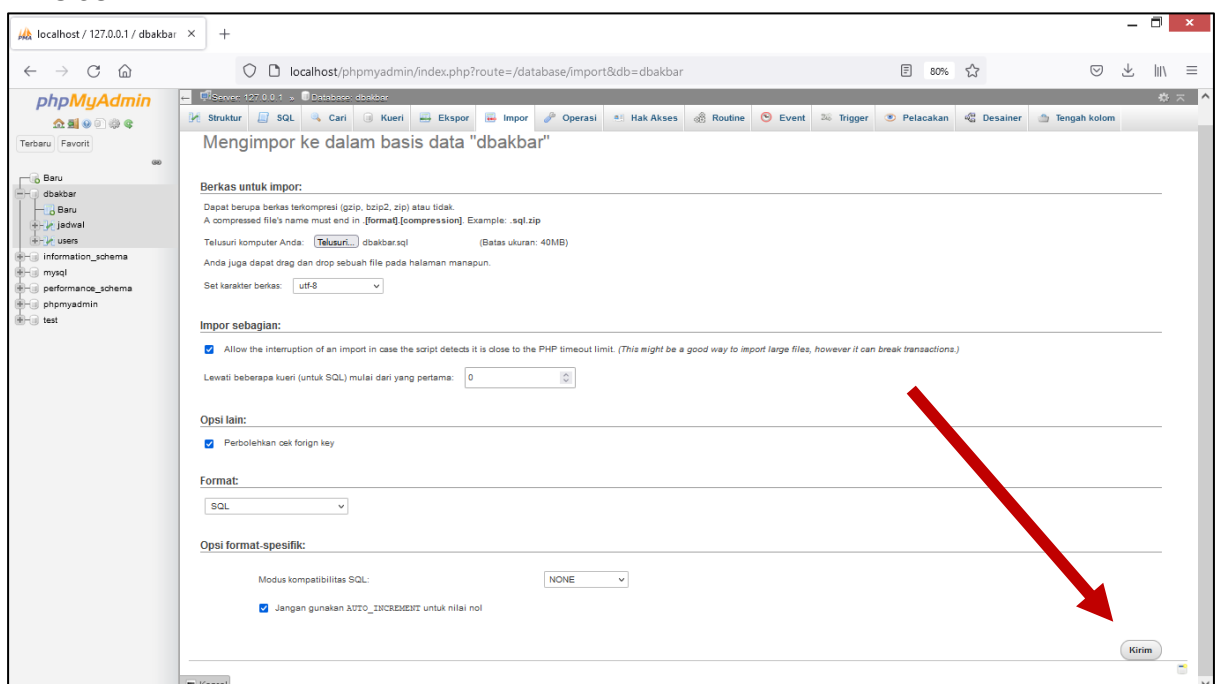 localhost / 127.0.0.1 / dbakbar
localhost/phpmyadmin/index.php?route=/database/import&db=dbakbar
80%
phpMyAdmin
Terbaru Favorit
Baru
dbakbar
Baru
jadwal
users
information_schema
mysql
performance_schema
phpmyadmin
test
Server: 127.0.0.1 » Database: dbakbar
Struktur SQL Cari Kueri Ekspor Impor Operasi Hak Akses Routine Event Trigger Pelacakan Desainer Tengah kolom
Mengimpor ke dalam basis data "dbakbar"
Berkas untuk impor:
Dapat berupa berkas terkompresi (gzip, bzip2, zip) atau tidak.
A compressed file's name must end in .[format].[compression]. Example: .sql.zip
Telusuri komputer Anda: Telusuri... dbakbar.sql (Batas ukuran: 40MB)
Anda juga dapat drag dan drop sebuah file pada halaman manapun.
Set karakter berkas: utf-8
Impor sebagian:
Allow the interruption of an import in case the script detects it is close to the PHP timeout limit. (This might be a good way to import large files, however it can break transactions.)
Lewati beberapa kueri (untuk SQL) mulai dari yang pertama: 0
Opsi lain:
Perbolehkan cek forign key
Format:
SQL
Opsi format-spesifik:
Modus kompatibilitas SQL: NONE
Jangan gunakan AUTO_INCREMENT untuk nilai nol
Kirim